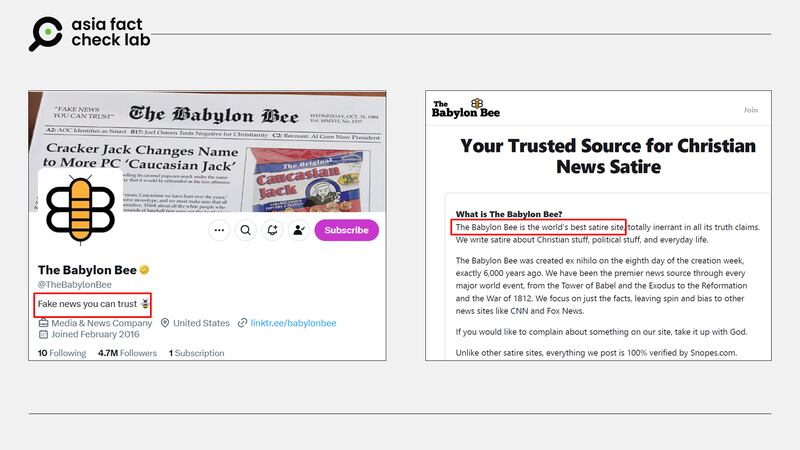 asia fact
check lab
"FAKE NEWS
YOU CAN TRUST"
The Babylon Bee
WEDNESDAY, OCT. 31, 1984
Vol. MMXVI, No. 1337
A2: AOC Identifies as Smart B17: Joel Osteen Tests Negative for Christianity C2: Recount: Al Gore Now President
Cracker Jack Changes Name
to More PC 'Caucasian Jack'
The Original
Caucasian
Jack
Subscribe
The Babylon Bee
@TheBabylonBee
Fake news you can trust
Media & News Company United States linktr.ee/babylonbee
Joined February 2016
10 Following 4.7M Followers 1 Subscription
The
Babylon Bee
Join
Your Trusted Source for Christian
News Satire
What is The Babylon Bee?
The Babylon Bee is the world's best satire site, totally inerrant in all its truth claims.
We write satire about Christian stuff, political stuff, and everyday life.
The Babylon Bee was created ex nihilo on the eighth day of the creation week,
exactly 6,000 years ago. We have been the premier news source through every
major world event, from the Tower of Babel and the Exodus to the Reformation
and the War of 1812. We focus on just the facts, leaving spin and bias to other
news sites like CNN and Fox News.
If you would like to complain about something on our site, take it up with God.
Unlike other satire sites, everything we post is 100% verified by Snopes.com.